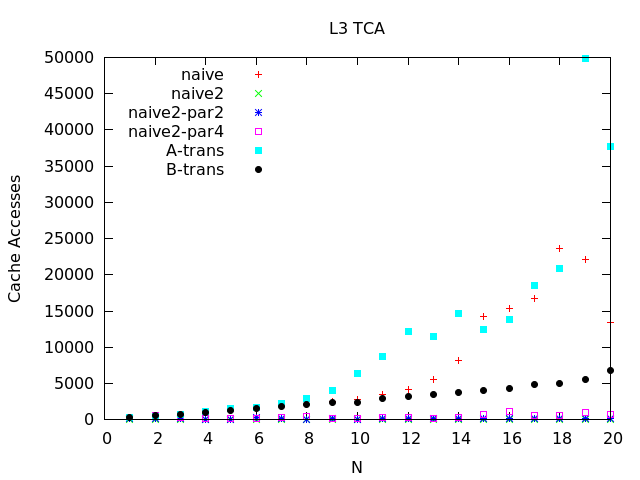 L3 TCA
50000
45000
40000
35000
30000
25000
20000
15000
10000
5000
0
Cache Accesses
naive
naive2
naive2-par2
naive2-par4
A-trans
B-trans
0 2 4 6 8 10 12 14 16 18 20
N